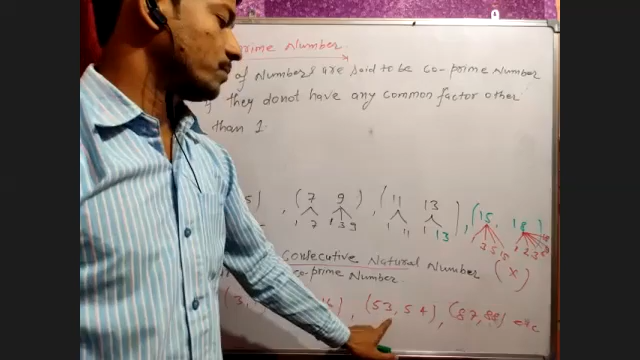 prime Number
of Numbers are said to be co-prime Number
they donot have any common factor other
than 1.
5) , (7 9) , (11 13) , (15, 18)
1 7 1 3 9 1 11 1 13 1 3 5 15 1 2 3
Consecutive Natural Number (X)
co-prime Number.
(3, 16) , (53, 54) , (87, 88) etc